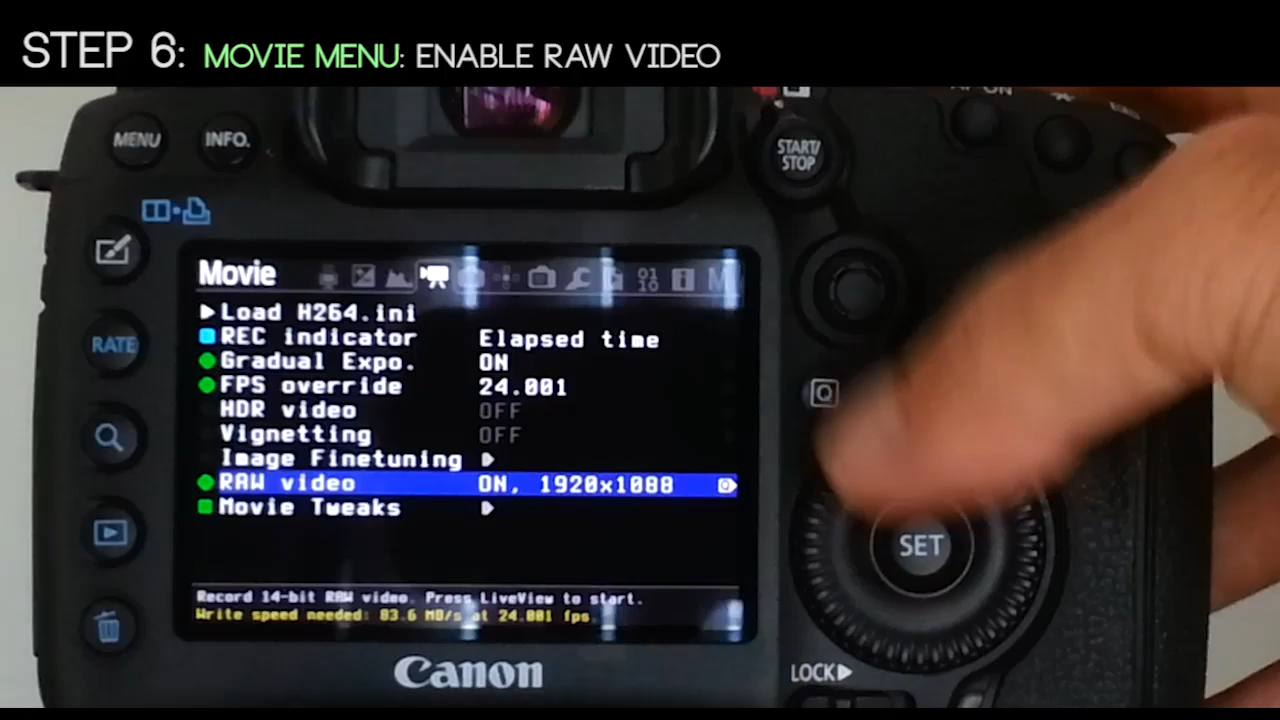 STEP 6: MOVIE MENU: ENABLE RAW VIDEO
MENU
INFO.
START/
STOP
Movie
Load H264.ini
REC indicator Elapsed time
Gradual Expo. ON
FPS override 24.001
HDR video OFF
Vignetting OFF
Image Finetuning
RAW video ON, 1920x1088
Movie Tweaks
Record 14-bit RAW video. Press LiveView to start.
Write speed needed: 83.6 MB/s at 24.001 fps.
RATE
Q
SET
Canon
LOCK